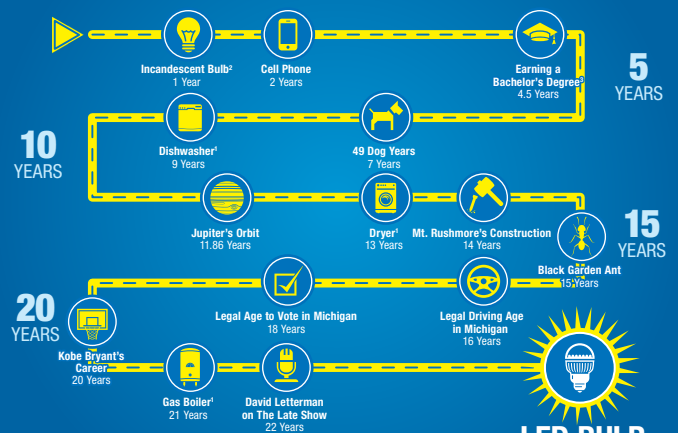 Incandescent Bulb²
1 Year
Cell Phone
2 Years
Earning a
Bachelor's Degree³
4.5 Years
5
YEARS
49 Dog Years
7 Years
Dishwasher¹
9 Years
10
YEARS
Jupiter's Orbit
11.86 Years
Dryer¹
13 Years
Mt. Rushmore's Construction
14 Years
Black Garden Ant
15 Years
15
YEARS
Legal Driving Age
in Michigan
16 Years
Legal Age to Vote in Michigan
18 Years
20
YEARS
Kobe Bryant's
Career
20 Years
Gas Boiler¹
21 Years
David Letterman
on The Late Show
22 Years
LED BULB